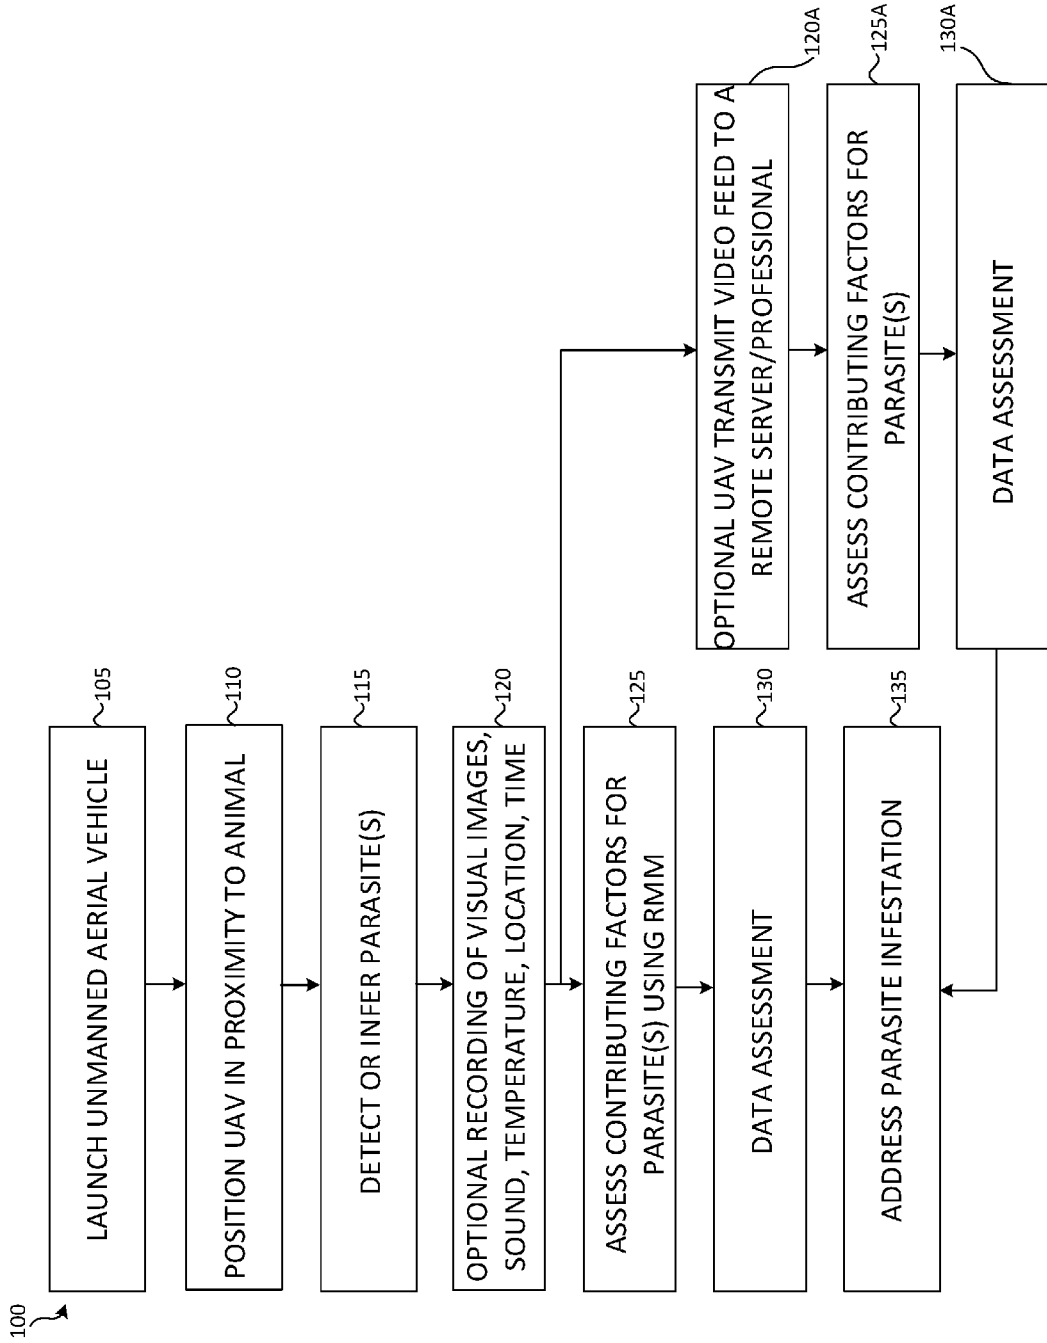 100
LAUNCH UNMANNED AERIAL VEHICLE
105
POSITION UAV IN PROXIMITY TO ANIMAL
110
DETECT OR INFER PARASITE(S)
115
OPTIONAL RECORDING OF VISUAL IMAGES,
SOUND, TEMPERATURE, LOCATION, TIME
120
ASSESS CONTRIBUTING FACTORS FOR
PARASITE(S) USING RMM
125
DATA ASSESSMENT
130
ADDRESS PARASITE INFESTATION
135
OPTIONAL UAV TRANSMIT VIDEO FEED TO A
REMOTE SERVER/PROFESSIONAL
120A
ASSESS CONTRIBUTING FACTORS FOR
PARASITE(S)
125A
DATA ASSESSMENT
130A